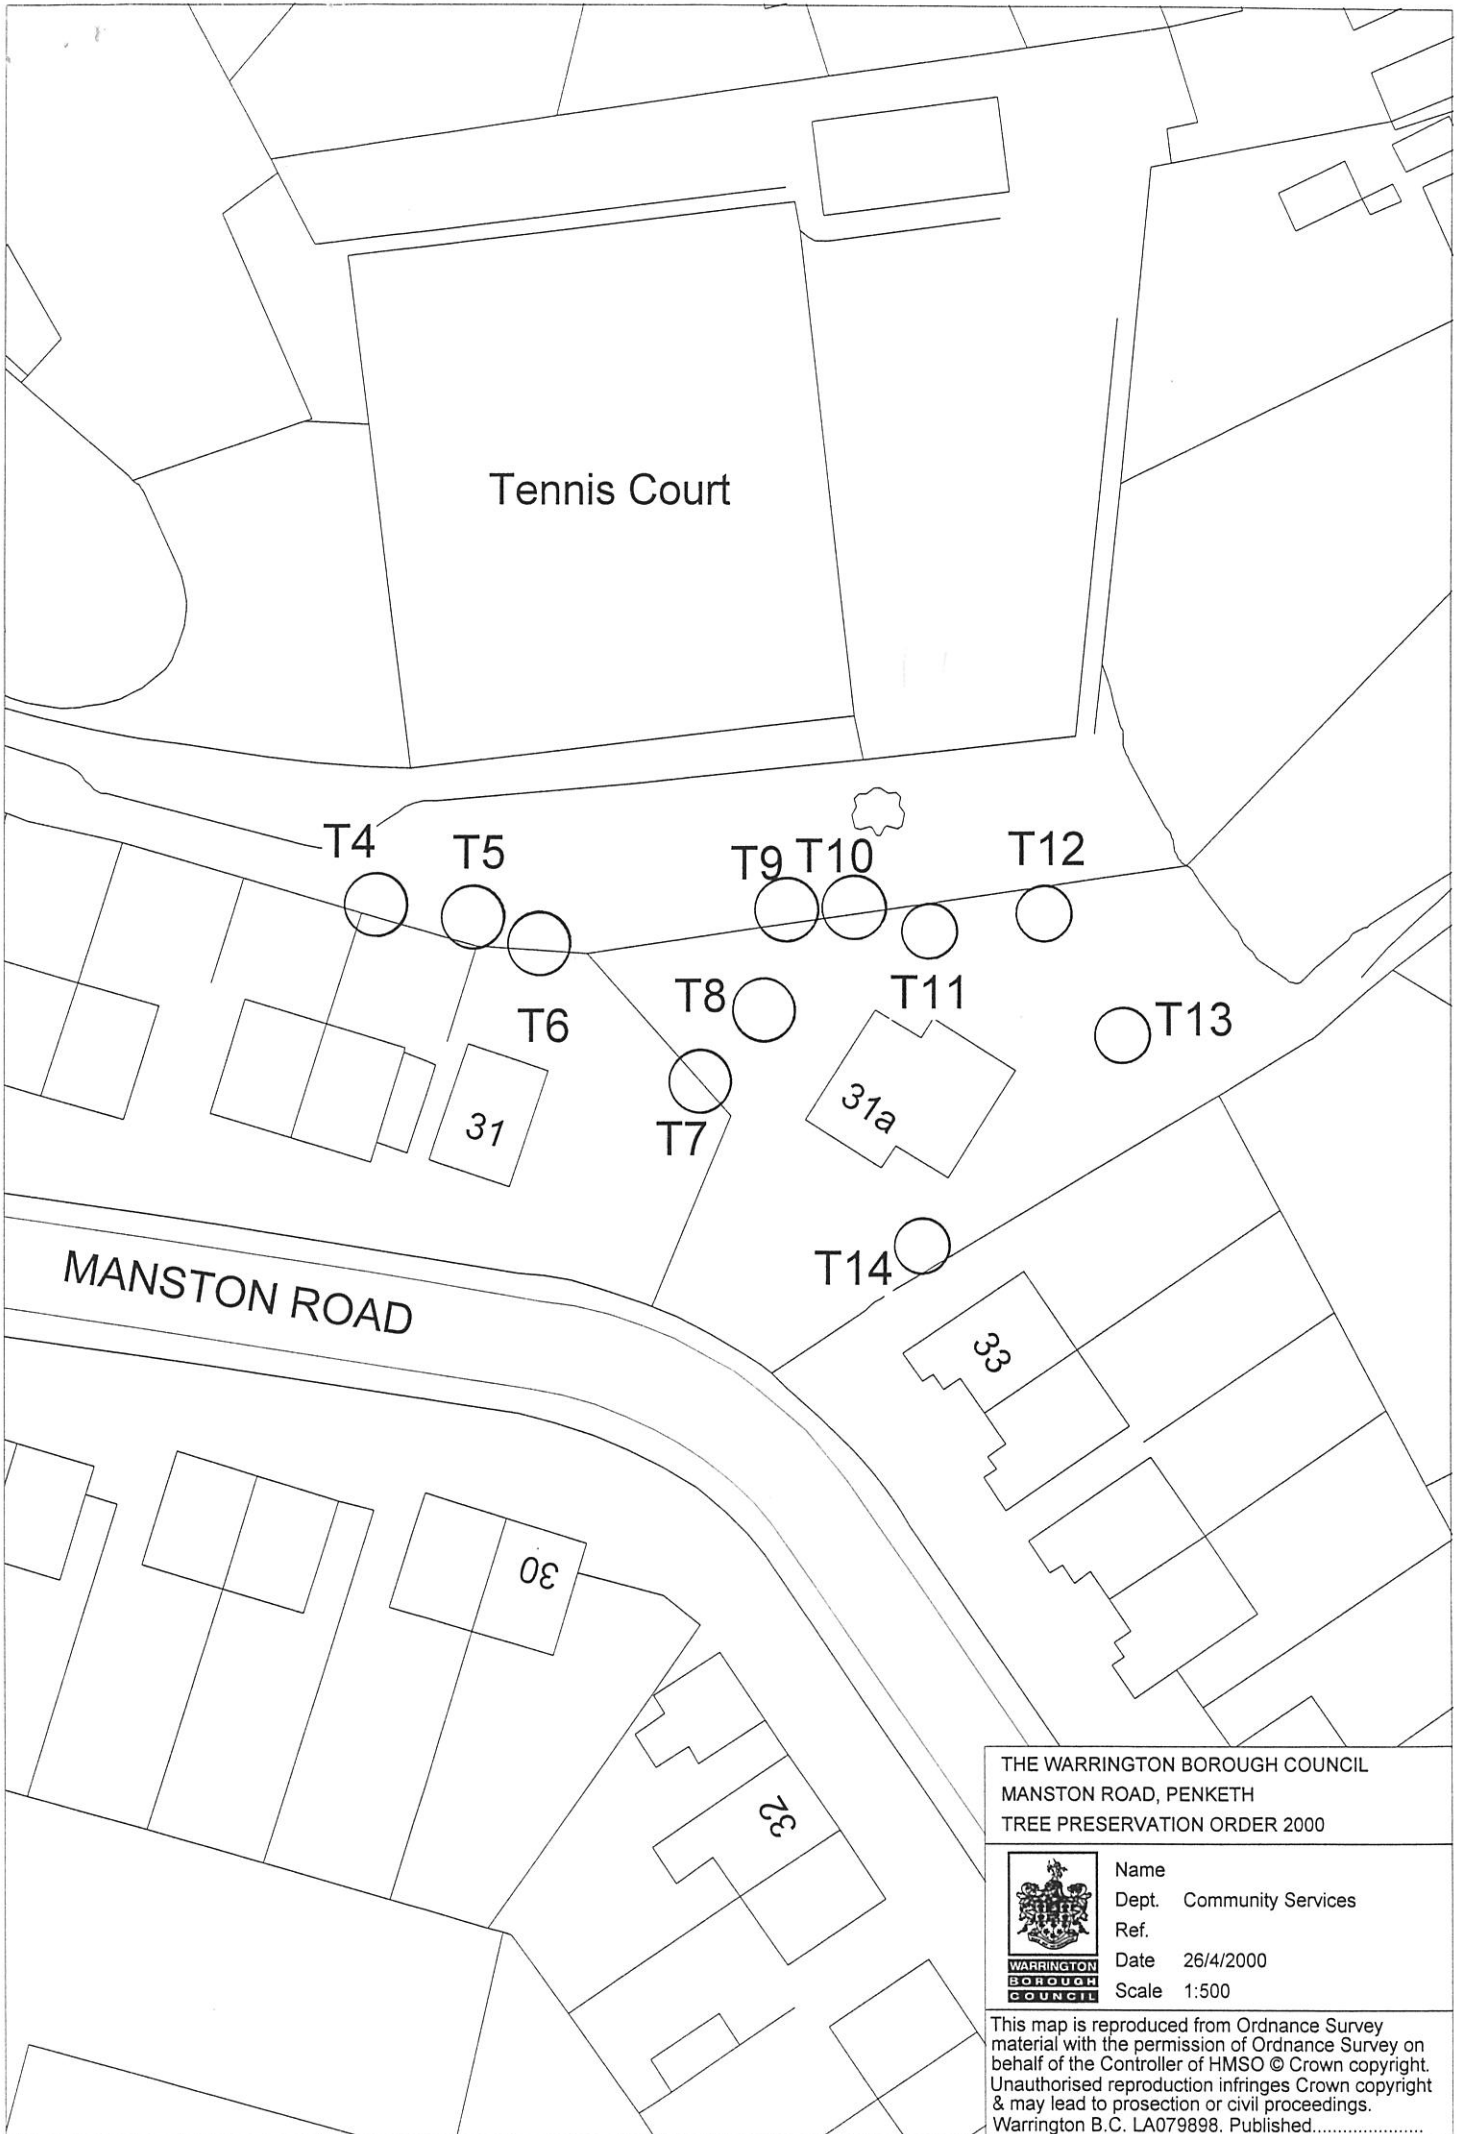 Tennis Court
T4
T5
T9 T10
T12
T6
T8
T11
T13
31
31a
T7
T14
MANSTON ROAD
33
30
32
THE WARRINGTON BOROUGH COUNCIL
MANSTON ROAD, PENKETH
TREE PRESERVATION ORDER 2000
Name
Dept. Community Services
Ref.
Date 26/4/2000
Scale 1:500
WARRINGTON
BOROUGH
COUNCIL
This map is reproduced from Ordnance Survey
material with the permission of Ordnance Survey on
behalf of the Controller of HMSO © Crown copyright.
Unauthorised reproduction infringes Crown copyright
& may lead to prosection or civil proceedings.
Warrington B.C. LA079898. Published.....................